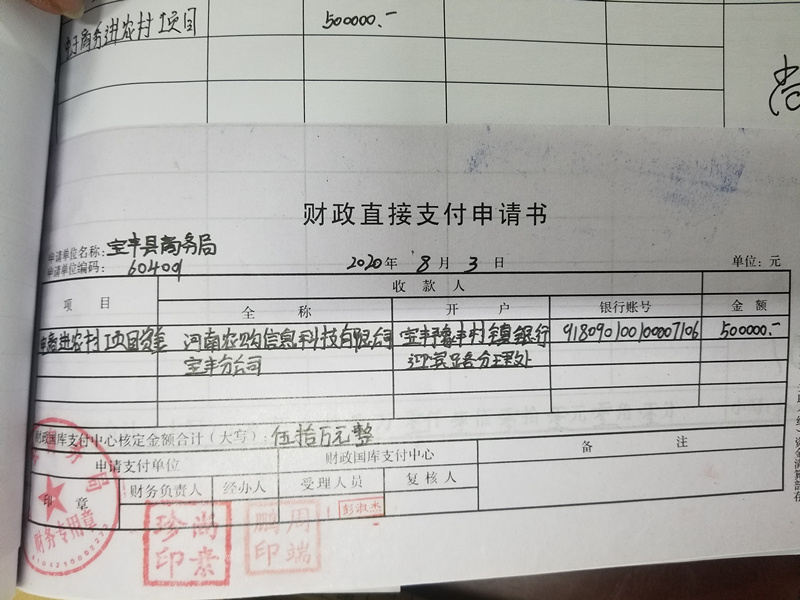 电子商务进农村项目 500000.-
尚
财政直接支付申请书
申请单位名称：宝丰县商务局
申请单位编码： 604001 2020年 8月 3日 单位：元
项 目 收 款 人
全 称 开 户 银行账号 金 额
电商进农村项目资金 河南农购信息科技有限公司 宝丰豫丰村镇银行 918090100100007106 500000.-
宝丰分公司 迎宾路分理处
财政国库支付中心核定金额合计（大写）：伍拾万元整
申请支付单位 财政国库支付中心 备 注
印 章 财务负责人 经办人 受理人员 复核人
财务专用章
珍尚
印素
鹏周
印端
彭淑杰